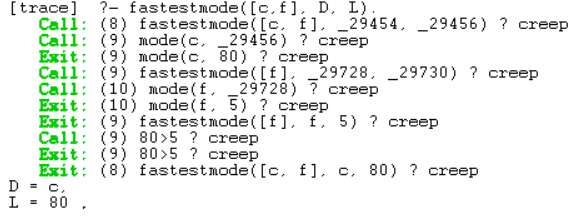 [trace]  ?- fastestmode([c,f], D, L).
Call: (8) fastestmode([c, f], _29454, _29456) ? creep
Call: (9) mode(c, _29456) ? creep
Exit: (9) mode(c, 80) ? creep
Call: (9) fastestmode([f], _29728, _29730) ? creep
Call: (10) mode(f, _29728) ? creep
Exit: (10) mode(f, 5) ? creep
Exit: (9) fastestmode([f], f, 5) ? creep
Call: (9) 80>5 ? creep
Exit: (9) 80>5 ? creep
Exit: (8) fastestmode([c, f], c, 80) ? creep
D = c,
L = 80 .